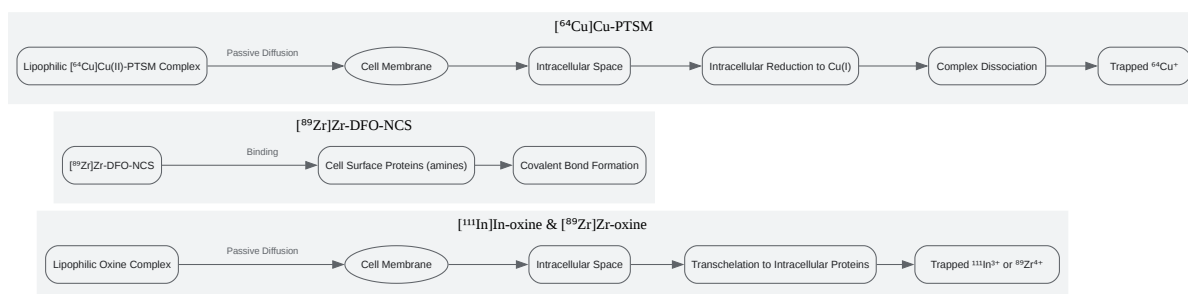 [⁶⁴Cu]Cu-PTSM
Lipophilic [⁶⁴Cu]Cu(II)-PTSM Complex
Passive Diffusion
Cell Membrane
Intracellular Space
Intracellular Reduction to Cu(I)
Complex Dissociation
Trapped ⁶⁴Cu⁺
[⁸⁹Zr]Zr-DFO-NCS
[⁸⁹Zr]Zr-DFO-NCS
Binding
Cell Surface Proteins (amines)
Covalent Bond Formation
[¹¹¹In]In-oxine & [⁸⁹Zr]Zr-oxine
Lipophilic Oxine Complex
Passive Diffusion
Cell Membrane
Intracellular Space
Transchelation to Intracellular Proteins
Trapped ¹¹¹In³⁺ or ⁸⁹Zr⁴⁺